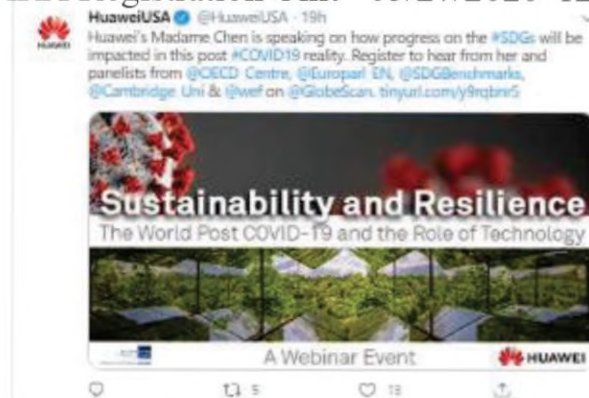 HuaweiUSA @HuaweiUSA · 19h
Huawei's Madame Chen is speaking on how progress on the #SDGs will be
impacted in this post #COVID19 reality. Register to hear from her and
panelists from @OECD_Centre, @Europarl_EN, @SDGBenchmarks,
@Cambridge_Uni & @wef on @GlobeScan. tinyurl.com/y9rqbnr5
Sustainability and Resilience
The World Post COVID-19 and the Role of Technology
A Webinar Event
HUAWEI
5
13